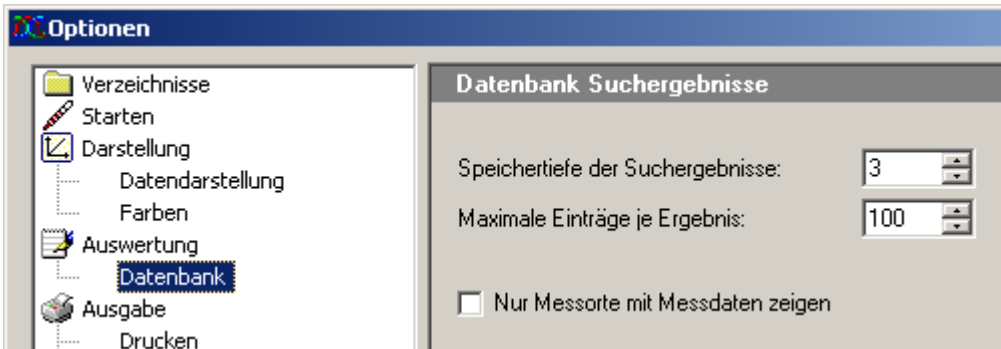 Optionen
Verzeichnisse
Starten
Darstellung
Datendarstellung
Farben
Auswertung
Datenbank
Ausgabe
Drucken
Datenbank Suchergebnisse
Speichertiefe der Suchergebnisse: 3
Maximale Einträge je Ergebnis: 100
Nur Messorte mit Messdaten zeigen